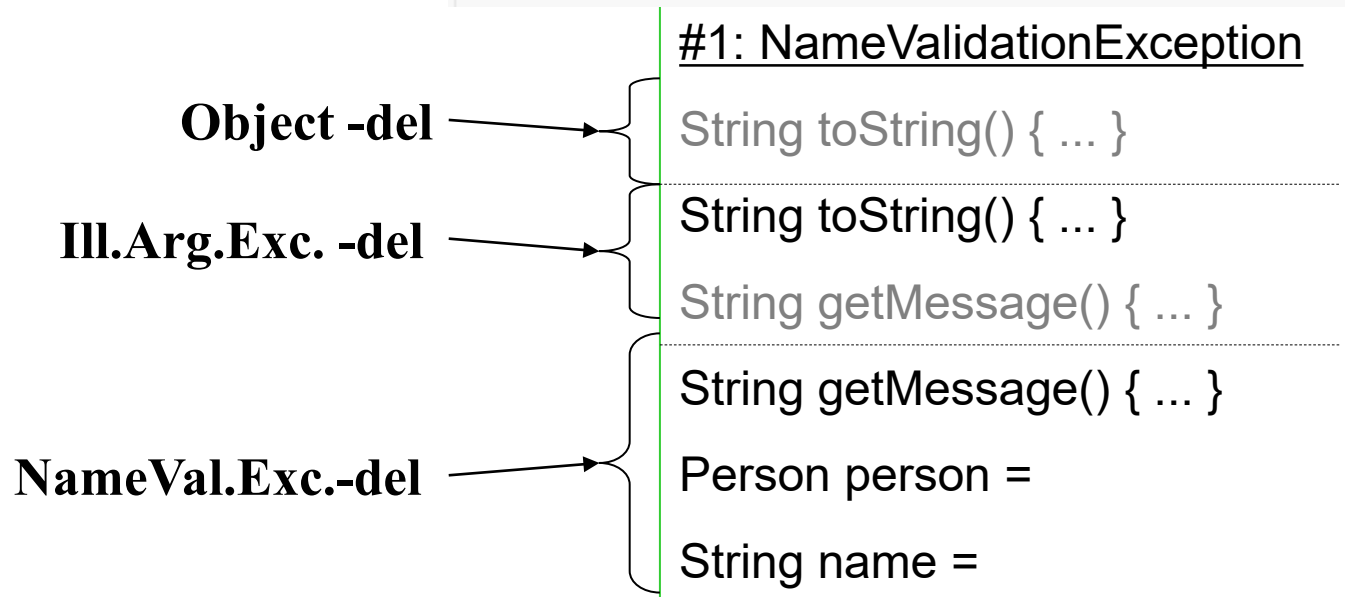 #1: NameValidationException
Object -del
String toString() { ... }
Ill.Arg.Exc. -del
String toString() { ... }
String getMessage() { ... }
NameVal.Exc.-del
String getMessage() { ... }
Person person =
String name =